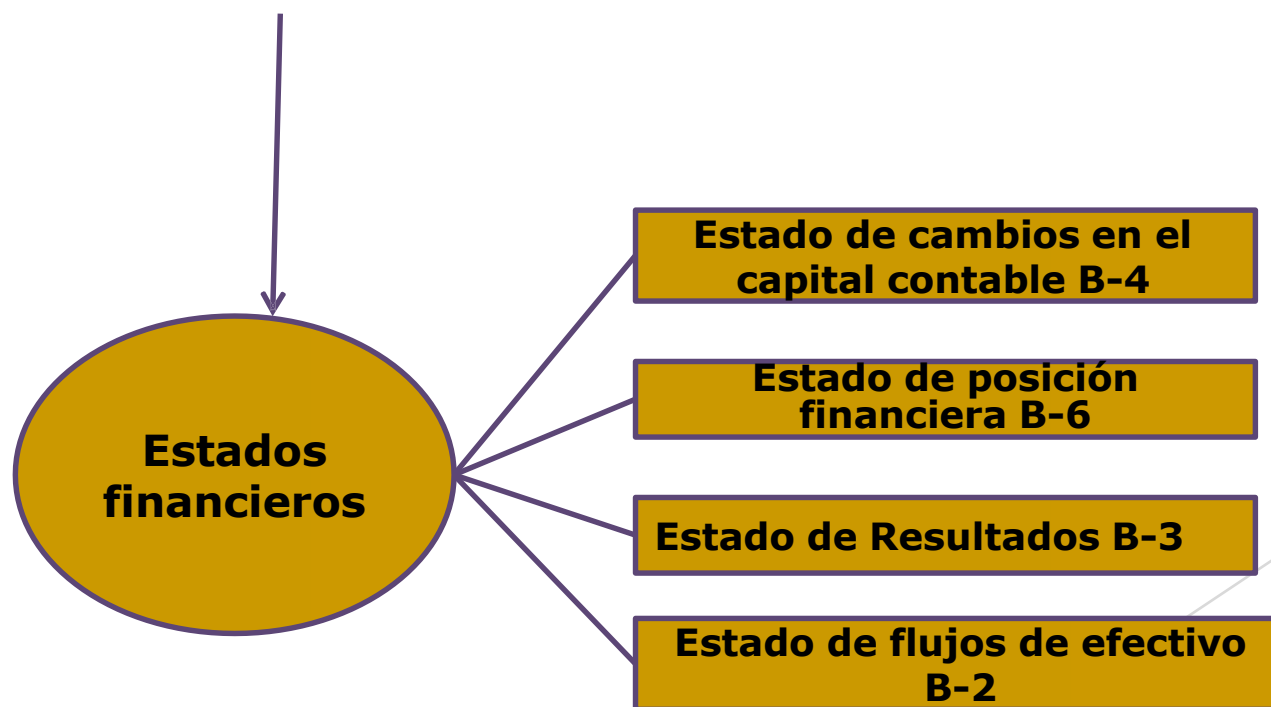 Estado de cambios en el
capital contable B-4
Estado de posición
financiera B-6
Estados
financieros
Estado de Resultados B-3
Estado de flujos de efectivo
B-2